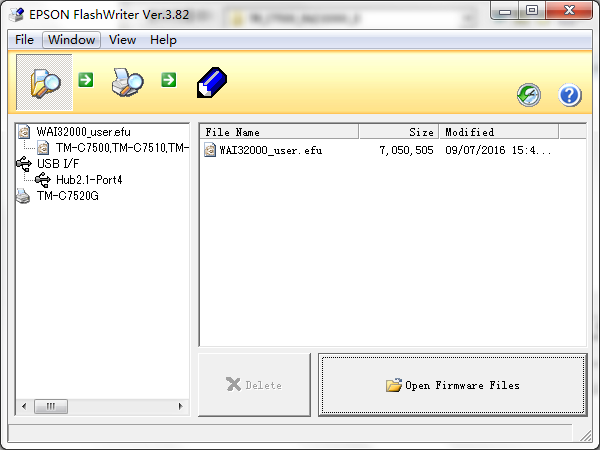 EPSON FlashWriter Ver.3.82
File Window View Help
WAI32000_user.efu
TM-C7500,TM-C7510,TM-
USB I/F
Hub2.1-Port4
TM-C7520G
File Name Size Modified
WAI32000_user.efu 7,050,505 09/07/2016 15:4...
Delete
Open Firmware Files